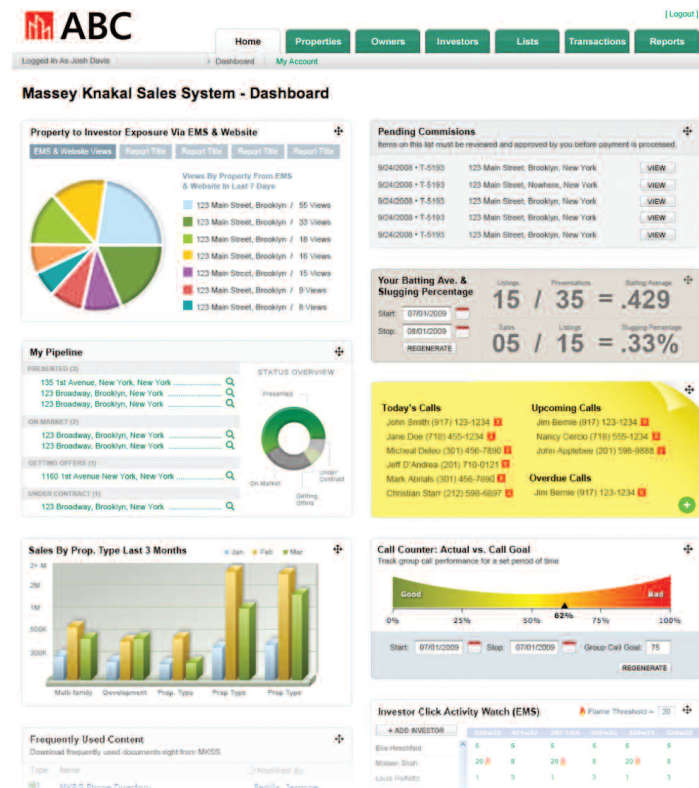 ABC
[ Logout ]
Home Properties Owners Investors Lists Transactions Reports
Logged In As Josh Davis
Dashboard My Account
Massey Knakal Sales System - Dashboard
Property to Investor Exposure Via EMS & Website
EMS & Website Views Report Title Report Title Report Title Report Title
Views By Property From EMS
& Website In Last 7 Days
123 Main Street, Brooklyn / 55 Views
123 Main Street, Brooklyn / 33 Views
123 Main Street, Brooklyn / 18 Views
123 Main Street, Brooklyn / 16 Views
123 Main Street, Brooklyn / 15 Views
123 Main Street, Brooklyn / 9 Views
123 Main Street, Brooklyn / 8 Views
Pending Commisions
Items on this list must be reviewed and approved by you before payment is processed.
9/24/2008 • T-5193 123 Main Street, Brooklyn, New York VIEW
9/24/2008 • T-5193 123 Main Street, Nowhere, New York VIEW
9/24/2008 • T-5193 123 Main Street, Brooklyn, New York VIEW
9/24/2008 • T-5193 123 Main Street, Brooklyn, New York VIEW
9/24/2008 • T-5193 123 Main Street, Brooklyn, New York VIEW
Your Batting Ave. &
Slugging Percentage
Start: 07/01/2009
Stop: 08/01/2009
REGENERATE
Listings Presentations Batting Average
15 / 35 = .429
Sales Listings Slugging Percentage
05 / 15 = .33%
My Pipeline
PRESENTED (3)
135 1st Avenue, New York, New York
123 Broadway, Brooklyn, New York
123 Broadway, Brooklyn, New York
ON MARKET (2)
123 Broadway, Brooklyn, New York
123 Broadway, Brooklyn, New York
GETTING OFFERS (1)
1160 1st Avenue New York, New York
UNDER CONTRACT (1)
123 Broadway, Brooklyn, New York
STATUS OVERVIEW
Presented
On Market
Getting
Offers
Under
Contract
Today's Calls
John Smith (917) 123-1234
Jane Doe (718) 455-1234
Micheal Deleu (301) 456-7890
Jeff D'Andrea (201) 710-0121
Mark Abrials (301) 456-7890
Christian Starr (212) 598-6897
Upcoming Calls
Jim Bernie (917) 123-1234
Nancy Cercio (718) 555-1234
John Applebee (201) 598-9888
Overdue Calls
Jim Bernie (917) 123-1234
Sales By Prop. Type Last 3 Months
Jan Feb Mar
2+ M
2M
1M
500K
300K
Multi-family Development Prop. Type Prop Type Prop Type
Call Counter: Actual vs. Call Goal
Track group call performance for a set period of time
Good Bad
0% 25% 50% 62% 75% 100%
Start: 07/01/2009 Stop: 07/01/2009 Group Call Goal: 75
REGENERATE
Frequently Used Content
Download frequently used documents right from MKSS.
Type Name Modified By
MKSS Phone Directory
Investor Click Activity Watch (EMS) Flame Threshold = 20
+ ADD INVESTOR
Elie Hirschfeld 5 5 5 5 5 5
20 8 20 8 20 8